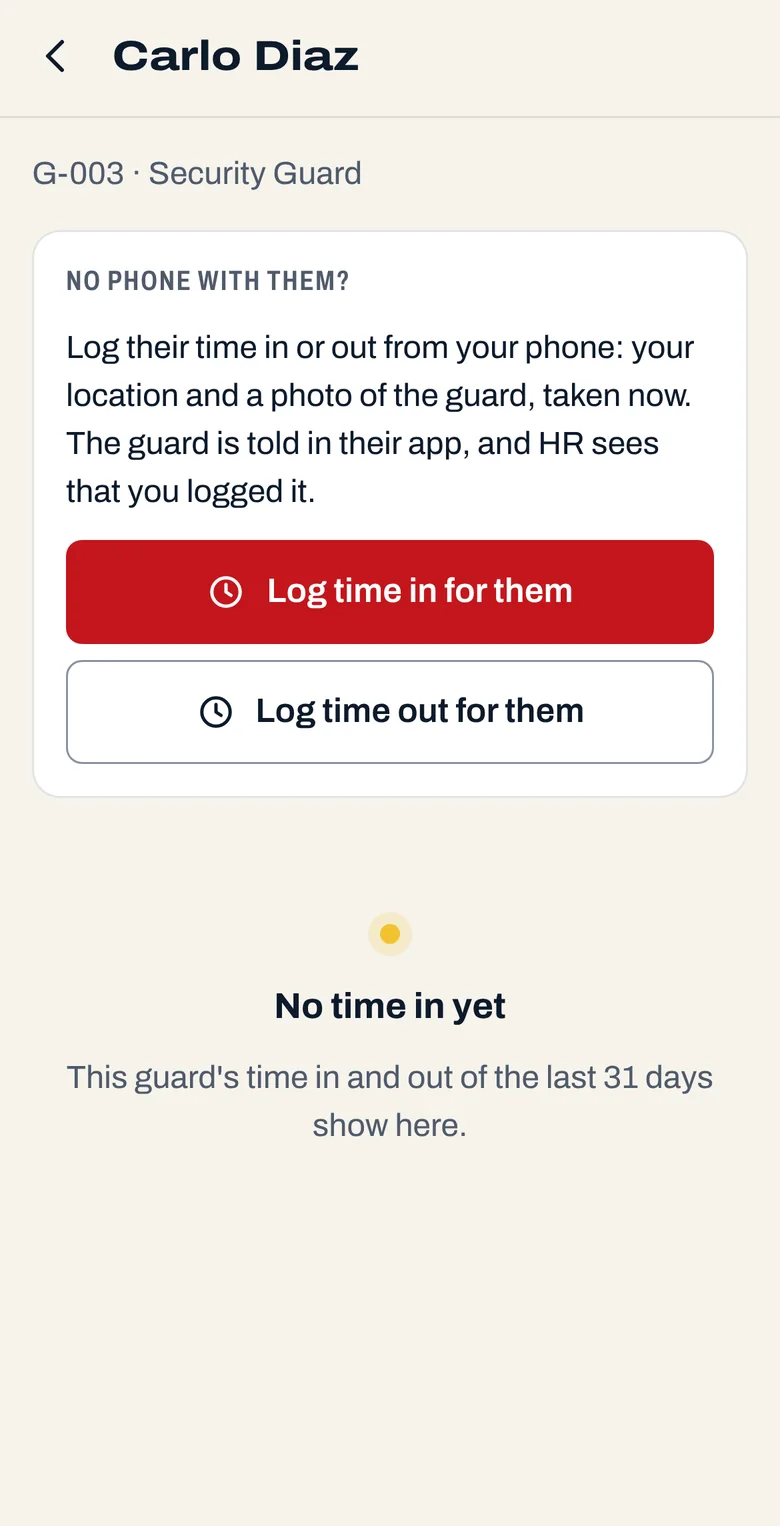 Carlo Diaz
G-003 · Security Guard
NO PHONE WITH THEM?
Log their time in or out from your phone: your
location and a photo of the guard, taken now.
The guard is told in their app, and HR sees
that you logged it.
Log time in for them
Log time out for them
No time in yet
This guard's time in and out of the last 31 days
show here.